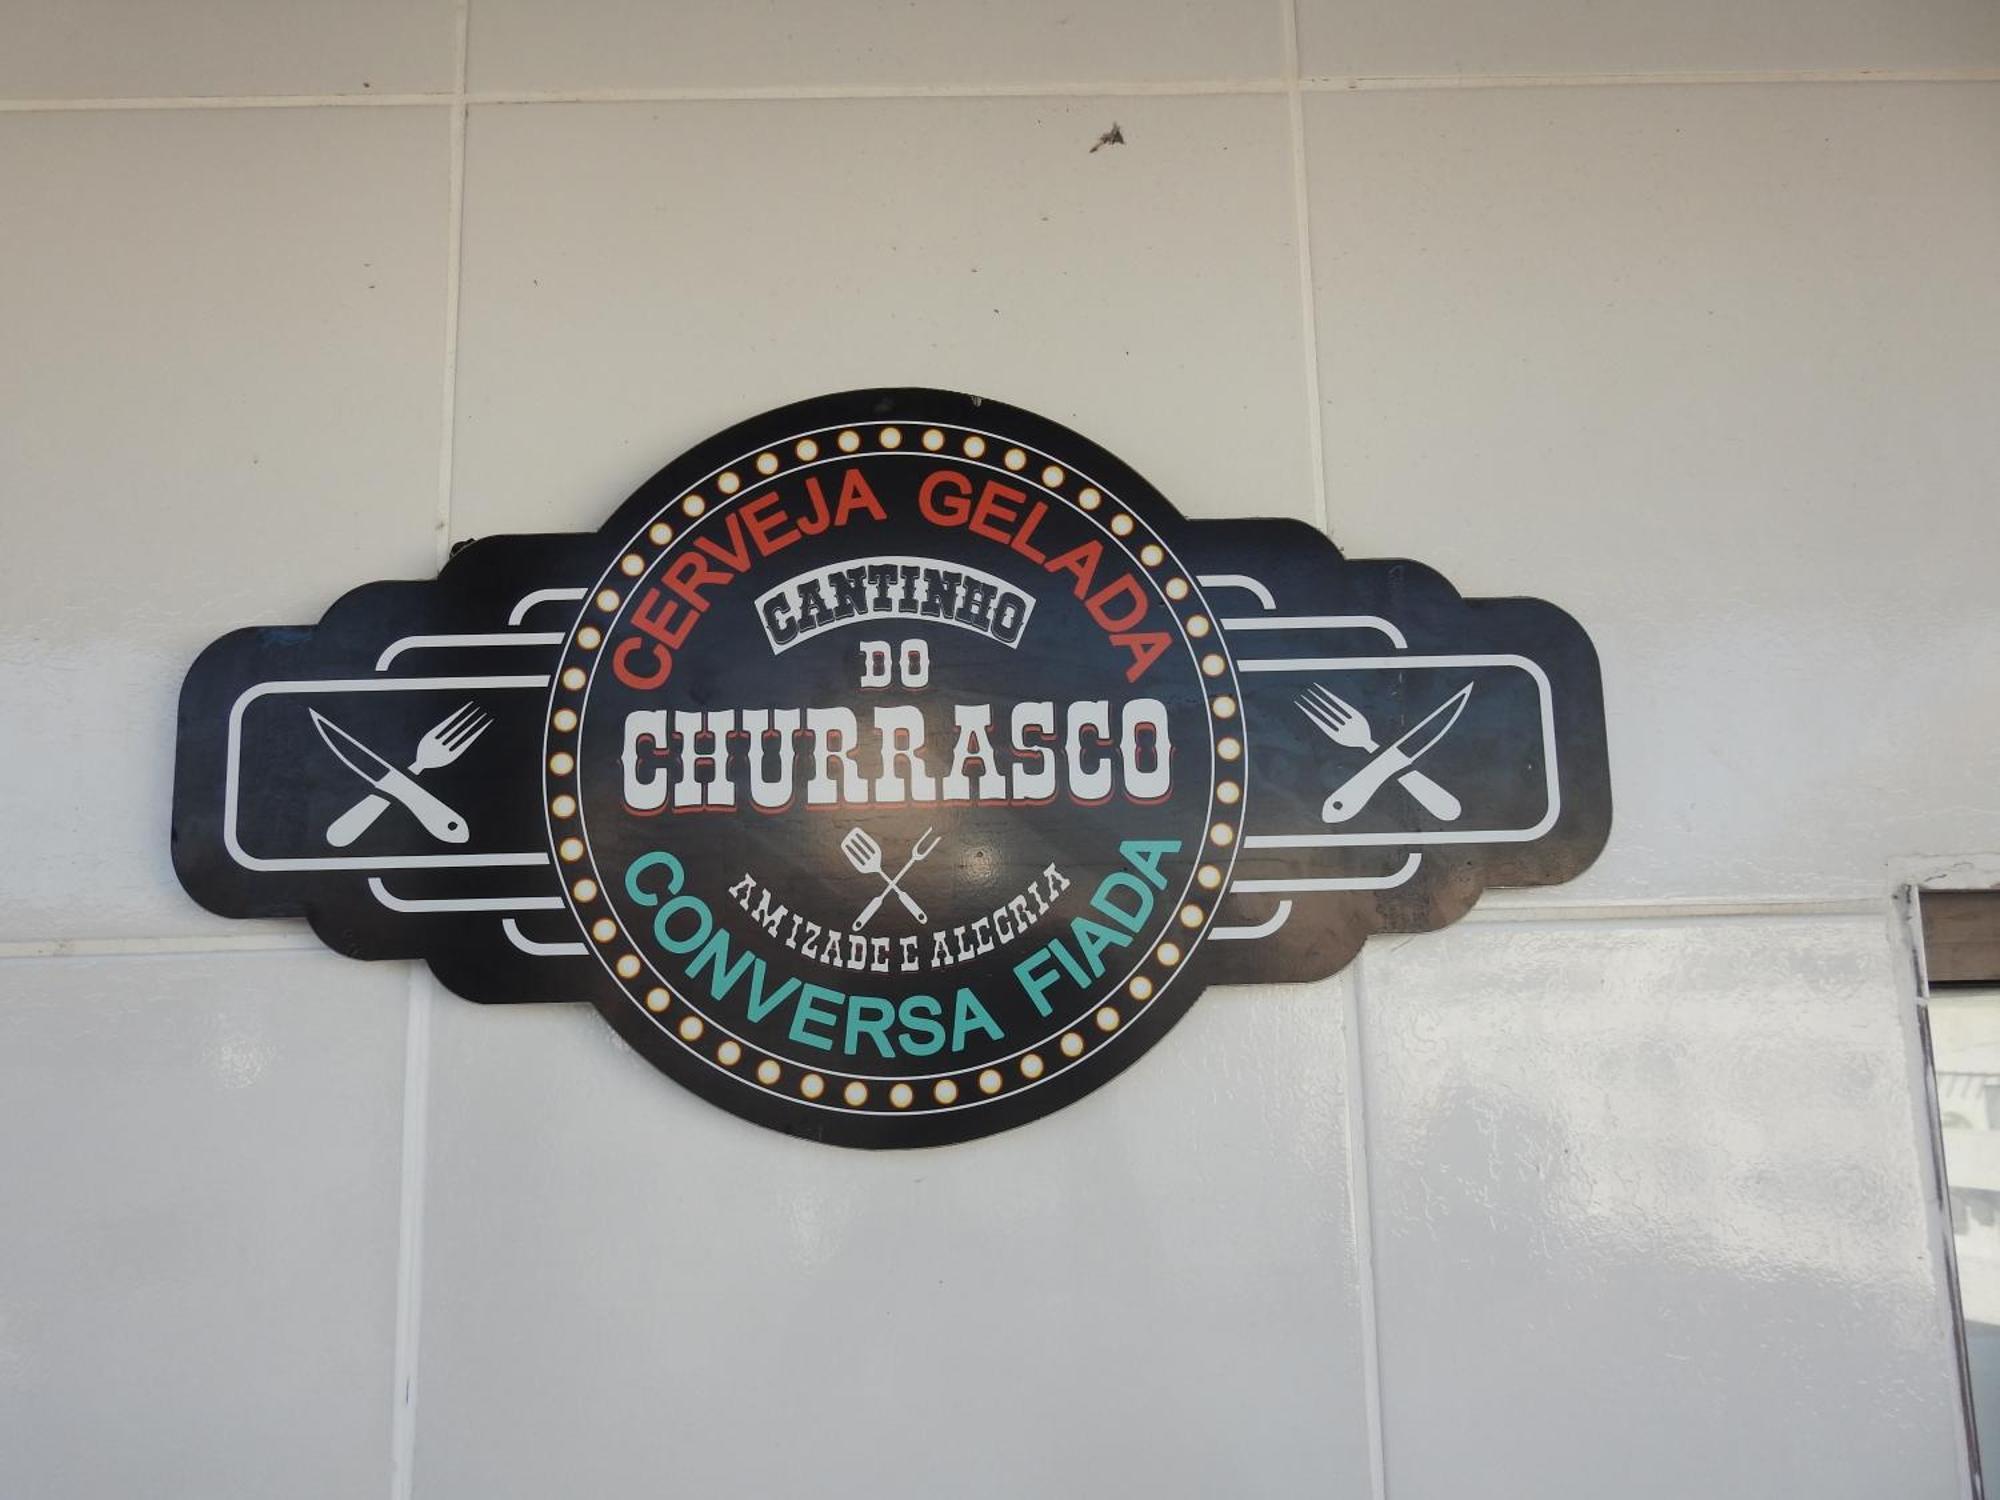 CERVEJA GELADA
CANTINHO
DO
CHURRASCO
AMIZADE E ALEGRIA
CONVERSA FIADA